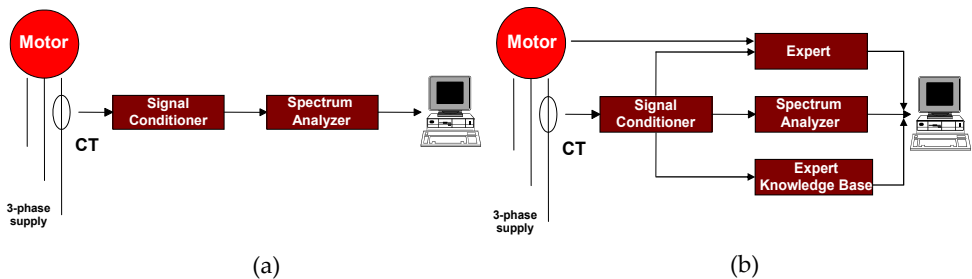 Motor
Signal
Conditioner
Spectrum
Analyzer
CT
3-phase
supply
(a)
Motor
Expert
Signal
Conditioner
Spectrum
Analyzer
CT
Expert
Knowledge Base
3-phase
supply
(b)